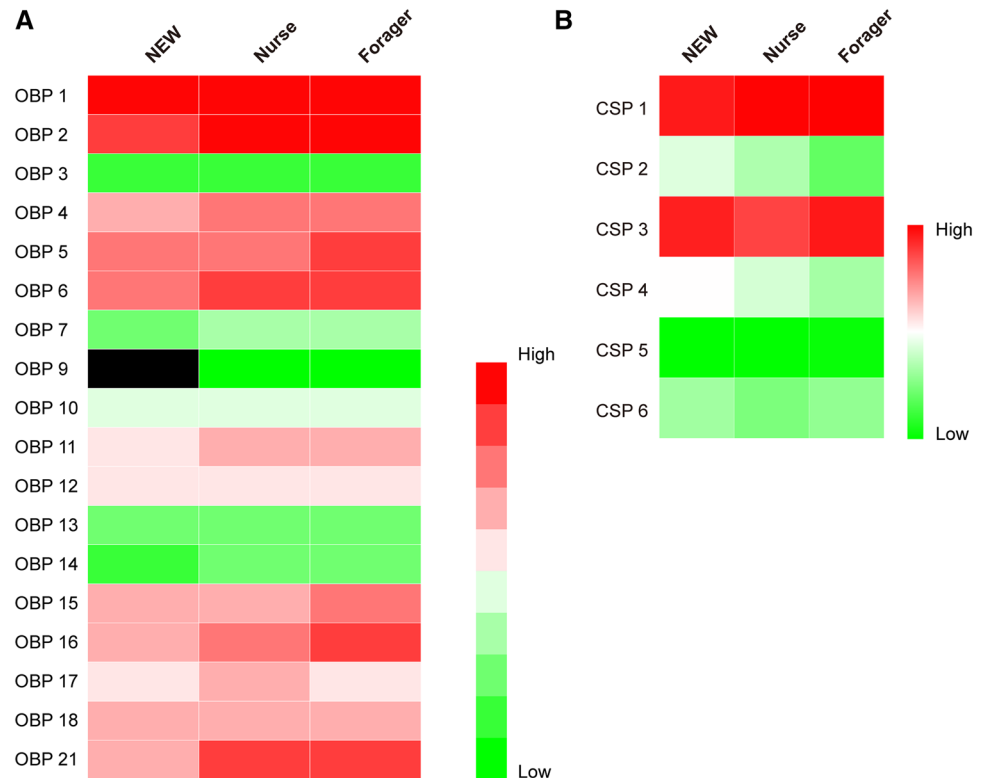 A
NEW Nurse Forager
OBP 1
OBP 2
OBP 3
OBP 4
OBP 5
OBP 6
OBP 7
OBP 9
OBP 10
OBP 11
OBP 12
OBP 13
OBP 14
OBP 15
OBP 16
OBP 17
OBP 18
OBP 21
High
Low
B
NEW Nurse Forager
CSP 1
CSP 2
CSP 3
CSP 4
CSP 5
CSP 6
High
Low